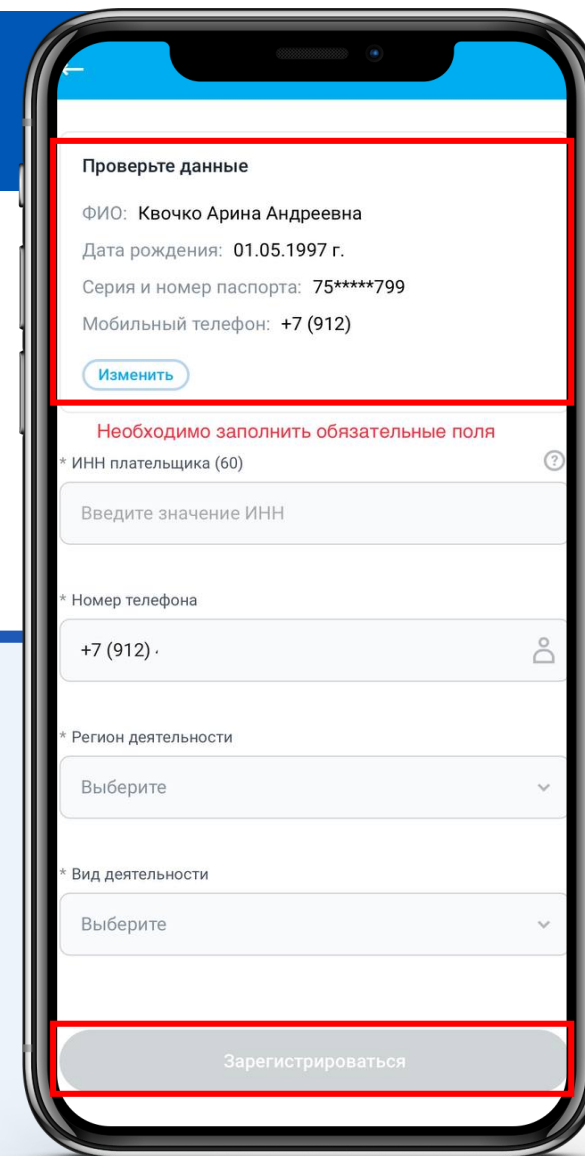 Проверьте данные
ФИО: Квочко Арина Андреевна
Дата рождения: 01.05.1997 г.
Серия и номер паспорта: 75*****799
Мобильный телефон: +7 (912)
Изменить
Необходимо заполнить обязательные поля
* ИНН плательщика (60)
Введите значение ИНН
* Номер телефона
+7 (912)
* Регион деятельности
Выберите
* Вид деятельности
Выберите
Зарегистрироваться